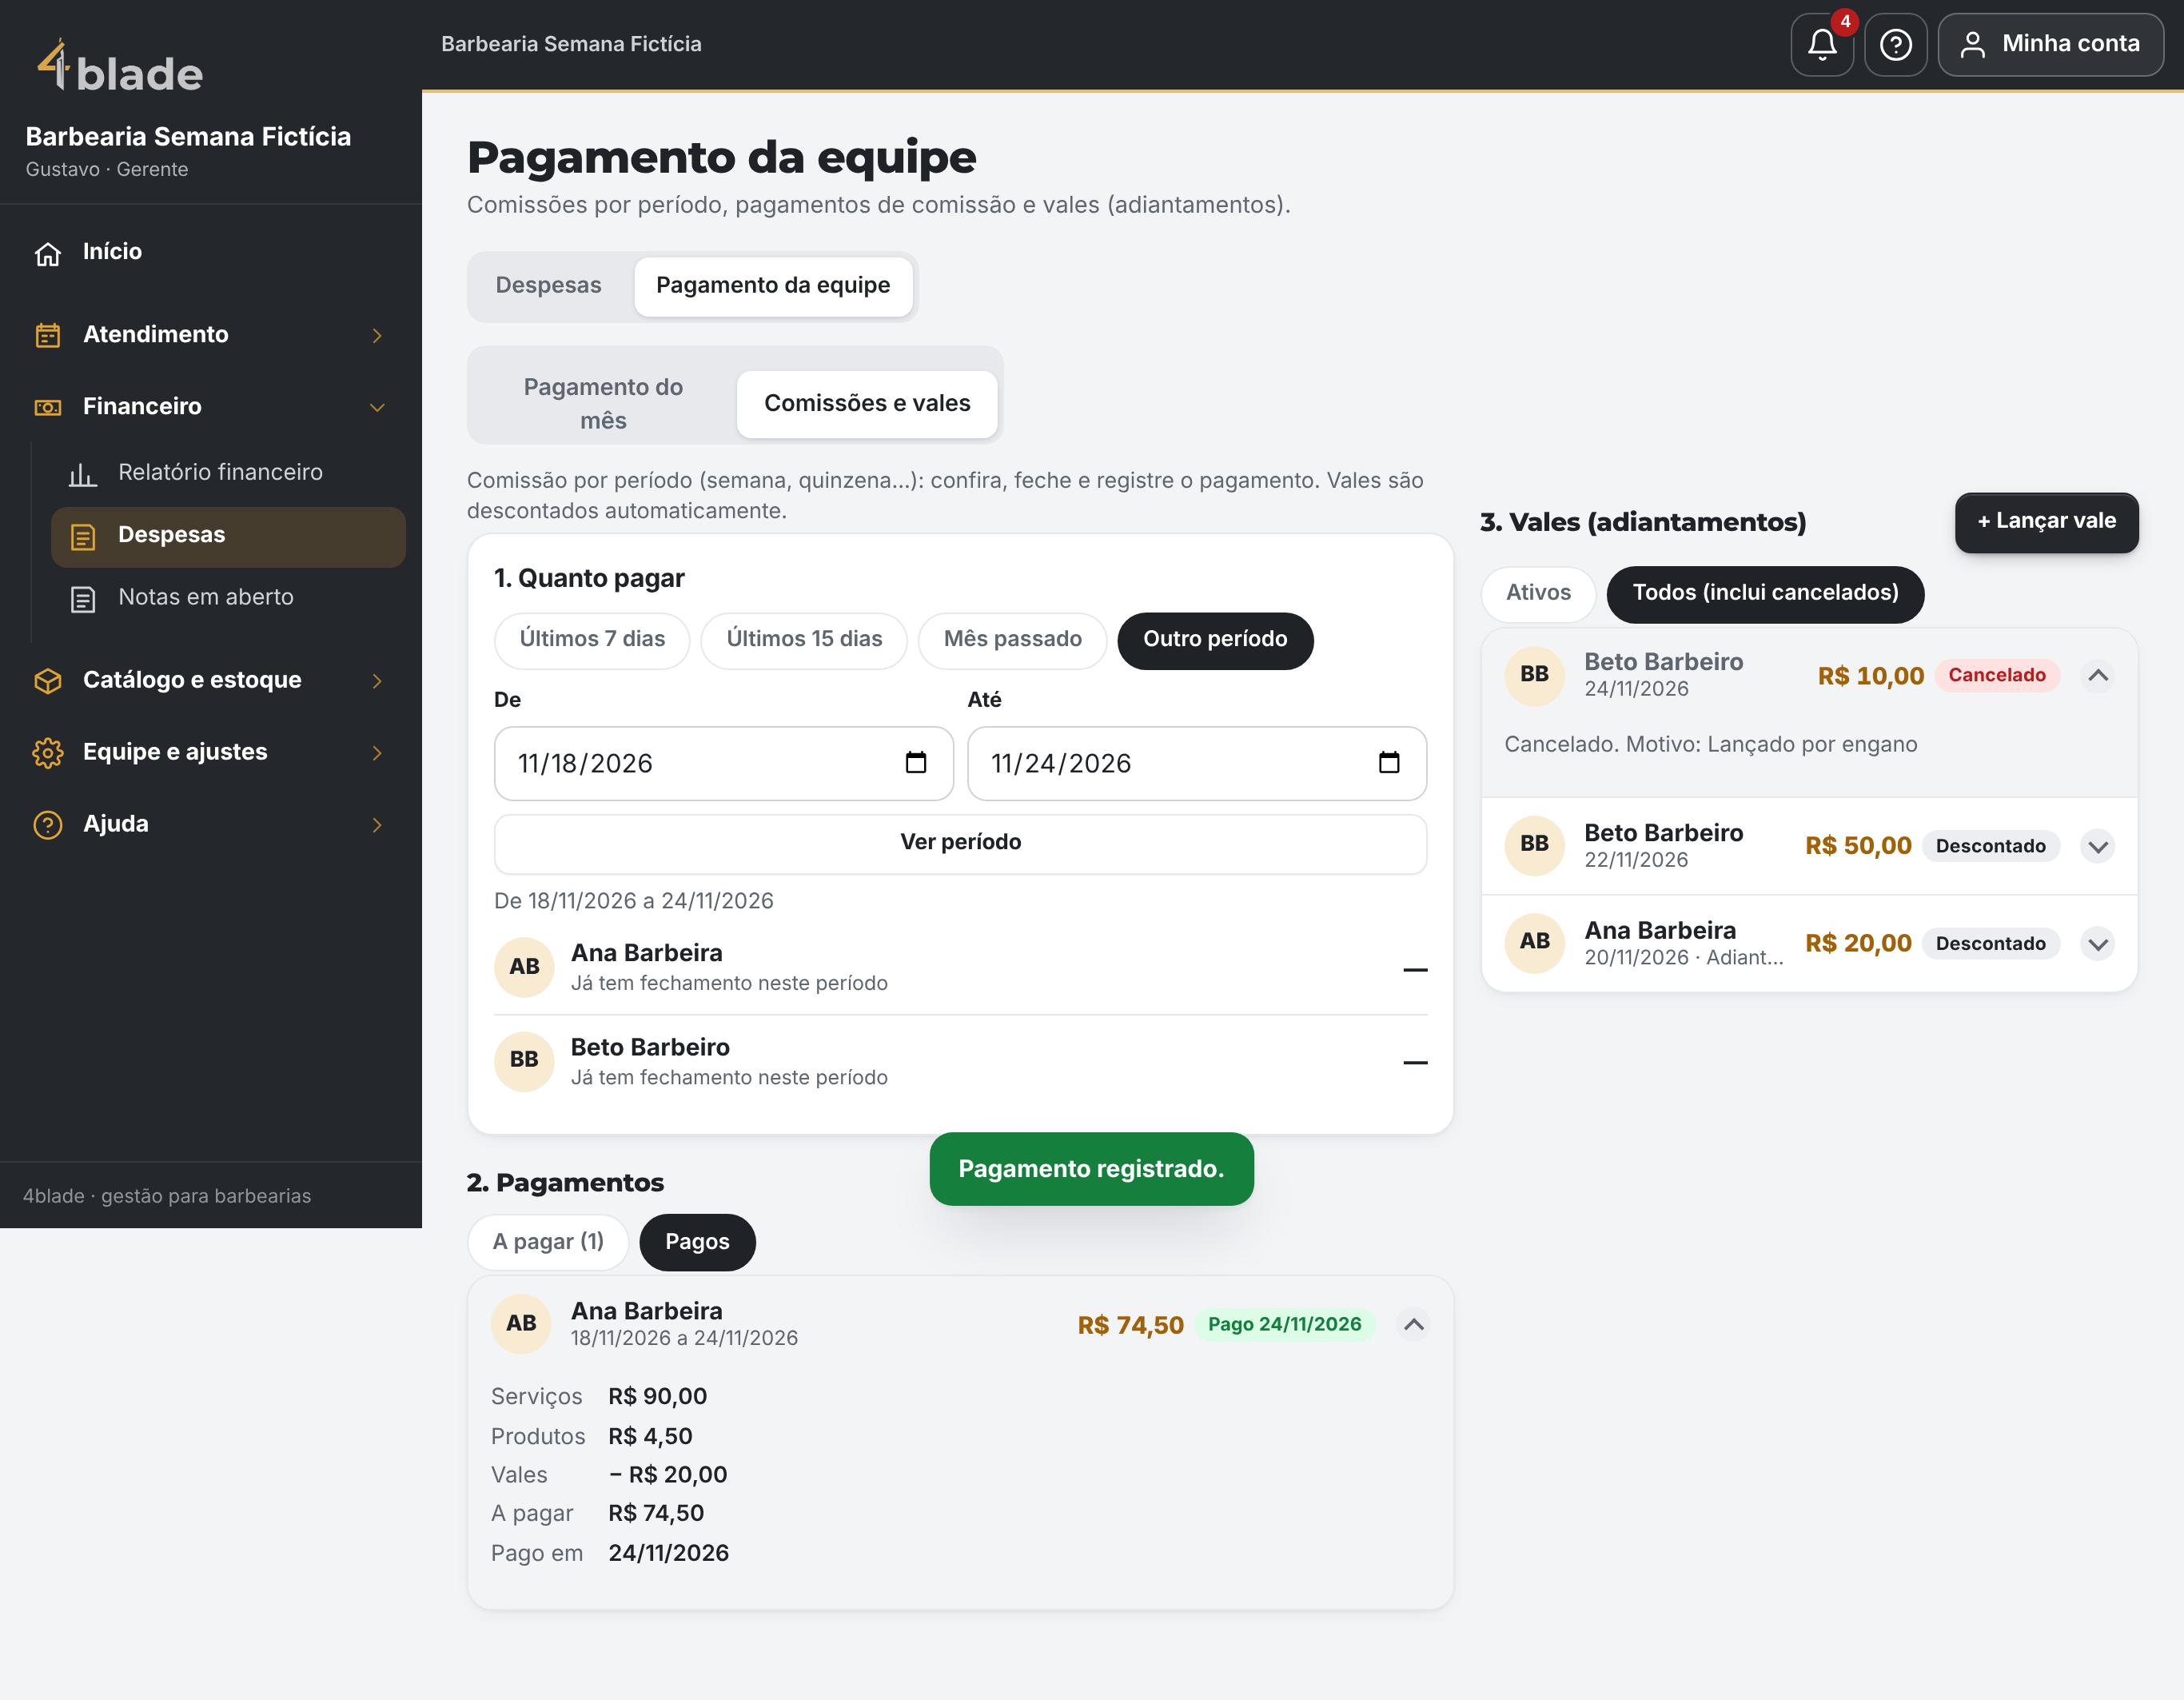 4blade
Barbearia Semana Fictícia
Gustavo · Gerente
Início
Atendimento
Financeiro
Relatório financeiro
Despesas
Notas em aberto
Catálogo e estoque
Equipe e ajustes
Ajuda
4blade · gestão para barbearias
Barbearia Semana Fictícia
4
Minha conta
Pagamento da equipe
Comissões por período, pagamentos de comissão e vales (adiantamentos).
Despesas
Pagamento da equipe
Pagamento do
mês
Comissões e vales
Comissão por período (semana, quinzena...): confira, feche e registre o pagamento. Vales são
descontados automaticamente.
1. Quanto pagar
Últimos 7 dias
Últimos 15 dias
Mês passado
Outro período
De
Até
11/18/2026
11/24/2026
Ver período
De 18/11/2026 a 24/11/2026
AB
Ana Barbeira
Já tem fechamento neste período
—
BB
Beto Barbeiro
Já tem fechamento neste período
—
Pagamento registrado.
2. Pagamentos
A pagar (1)
Pagos
AB
Ana Barbeira
18/11/2026 a 24/11/2026
R$ 74,50
Pago 24/11/2026
Serviços R$ 90,00
Produtos R$ 4,50
Vales − R$ 20,00
A pagar R$ 74,50
Pago em 24/11/2026
3. Vales (adiantamentos)
+ Lançar vale
Ativos
Todos (inclui cancelados)
BB
Beto Barbeiro
24/11/2026
R$ 10,00
Cancelado
Cancelado. Motivo: Lançado por engano
BB
Beto Barbeiro
22/11/2026
R$ 50,00
Descontado
AB
Ana Barbeira
20/11/2026 · Adiant...
R$ 20,00
Descontado